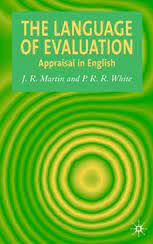 THE LANGUAGE
OF EVALUATION
Appraisal in English
J. R. Martin and P. R. R. White